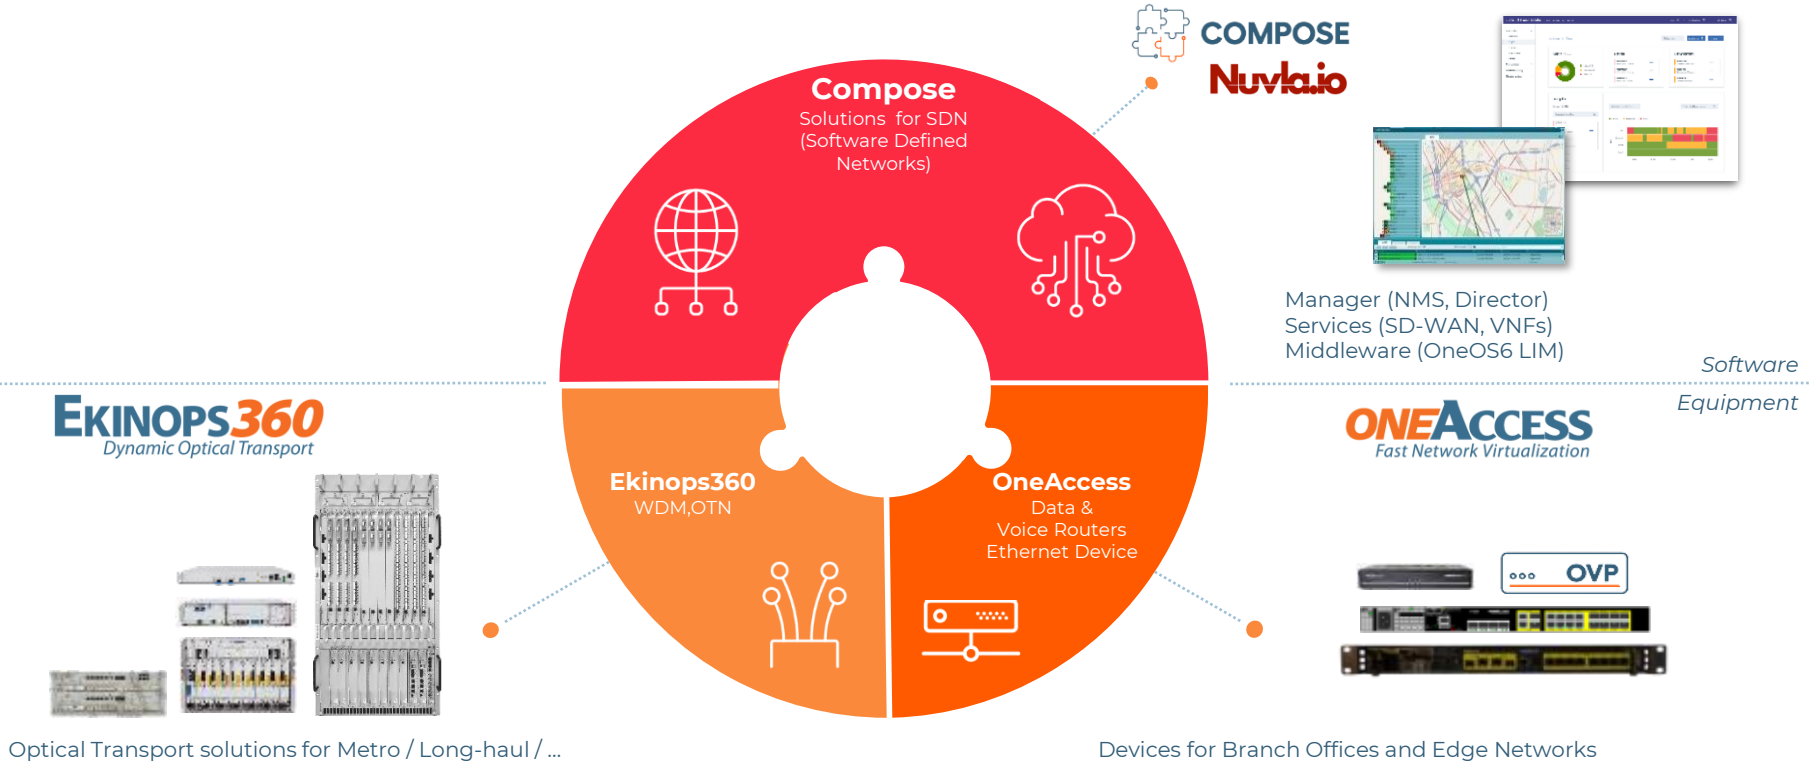 COMPOSE
Nuvla.io
Compose
Solutions for SDN
(Software Defined
Networks)
Manager (NMS, Director)
Services (SD-WAN, VNFs)
Middleware (OneOS6 LIM)
Software
Equipment
EKINOPS360
Dynamic Optical Transport
ONEACCESS
Fast Network Virtualization
Ekinops360
WDM,OTN
OneAccess
Data &
Voice Routers
Ethernet Device
OVP
Optical Transport solutions for Metro / Long-haul / ...
Devices for Branch Offices and Edge Networks